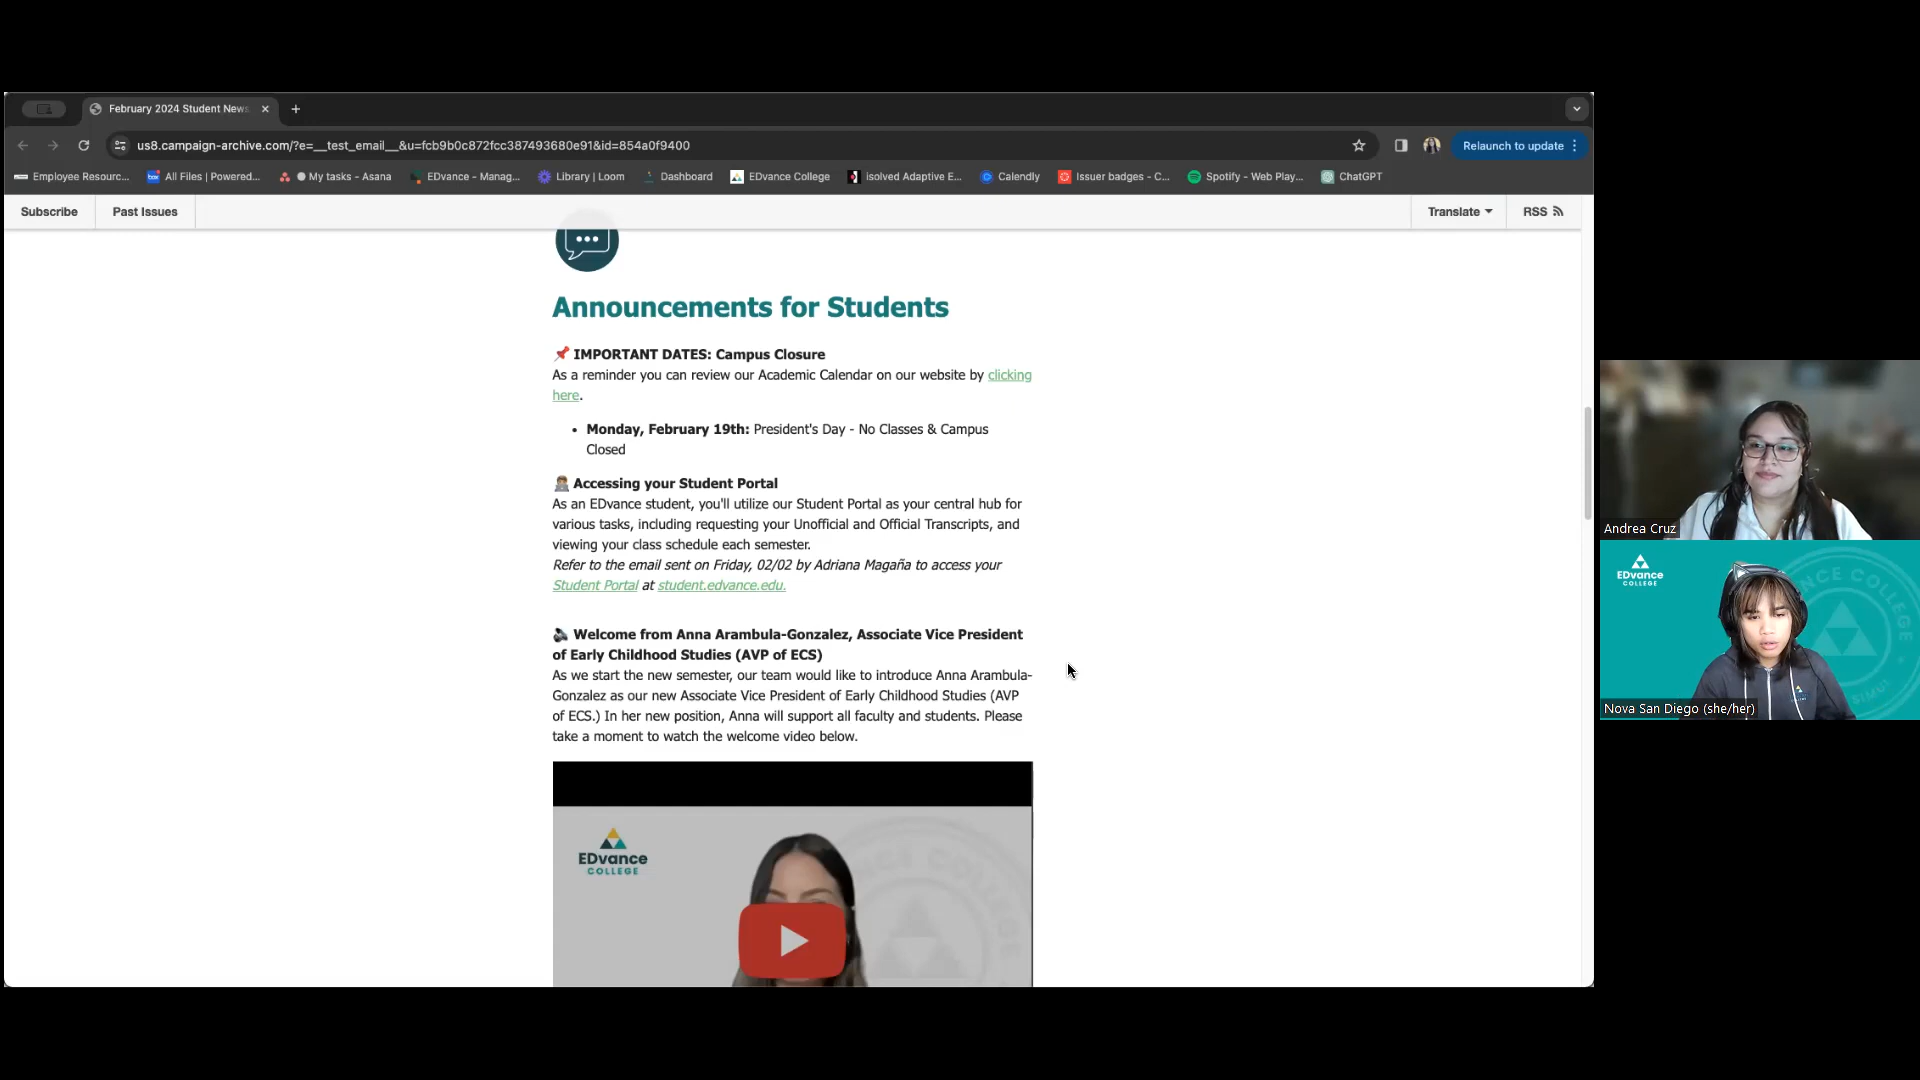 February 2024 Student News
us8.campaign-archive.com/?e=__test_email__&u=fcb9b0c872fcc387493680e91&id=854a0f9400
Relaunch to update
Employee Resourc...
All Files | Powered...
My tasks - Asana
EDvance - Manag...
Library | Loom
Dashboard
EDvance College
isolved Adaptive E...
Calendly
Issuer badges - C...
Spotify - Web Play...
ChatGPT
Subscribe
Past Issues
Translate
RSS
Announcements for Students
IMPORTANT DATES: Campus Closure
As a reminder you can review our Academic Calendar on our website by clicking
here.
• Monday, February 19th: President's Day - No Classes & Campus
Closed
Accessing your Student Portal
As an EDvance student, you'll utilize our Student Portal as your central hub for
various tasks, including requesting your Unofficial and Official Transcripts, and
viewing your class schedule each semester.
Refer to the email sent on Friday, 02/02 by Adriana Magaña to access your
Student Portal at student.edvance.edu.
Welcome from Anna Arambula-Gonzalez, Associate Vice President
of Early Childhood Studies (AVP of ECS)
As we start the new semester, our team would like to introduce Anna Arambula-
Gonzalez as our new Associate Vice President of Early Childhood Studies (AVP
of ECS.) In her new position, Anna will support all faculty and students. Please
take a moment to watch the welcome video below.
EDvance
COLLEGE
Andrea Cruz
EDvance
COLLEGE
Nova San Diego (she/her)